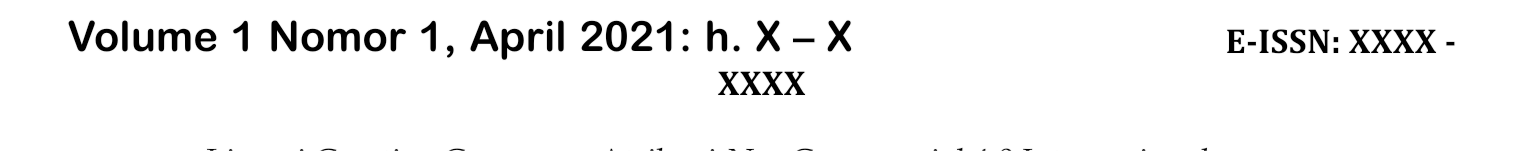 Volume 1 Nomor 1, April 2021: h. X – X E-ISSN: XXXX -
XXXX